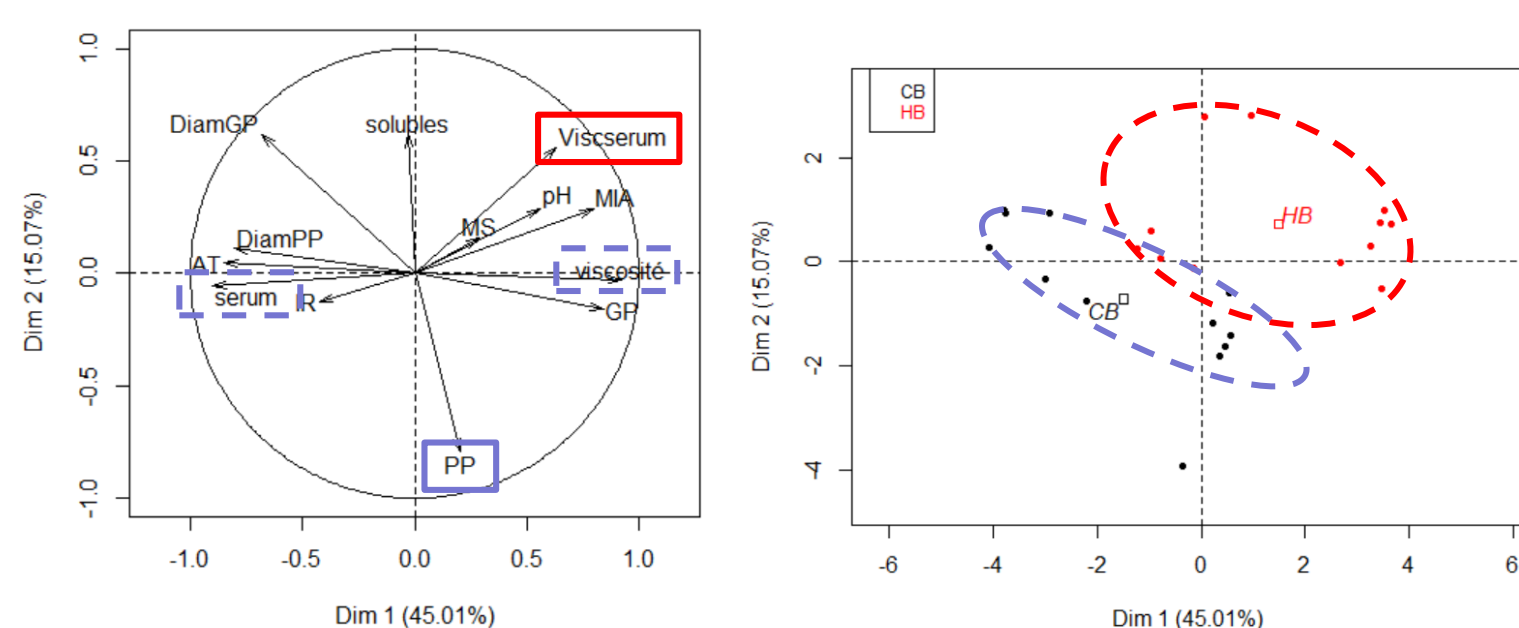 1.0
0.5
0.0
-0.5
-1.0
Dim 2 (15.07%)
DiamGP
solubles
Viscserum
pH
MIA
MS
DiamPP
AT
viscosité
serum
IR
GP
PP
-1.0 -0.5 0.0 0.5 1.0
Dim 1 (45.01%)
CB
HB
2
0
-2
-4
Dim 2 (15.07%)
HB
CB
-6 -4 -2 0 2 4 6
Dim 1 (45.01%)